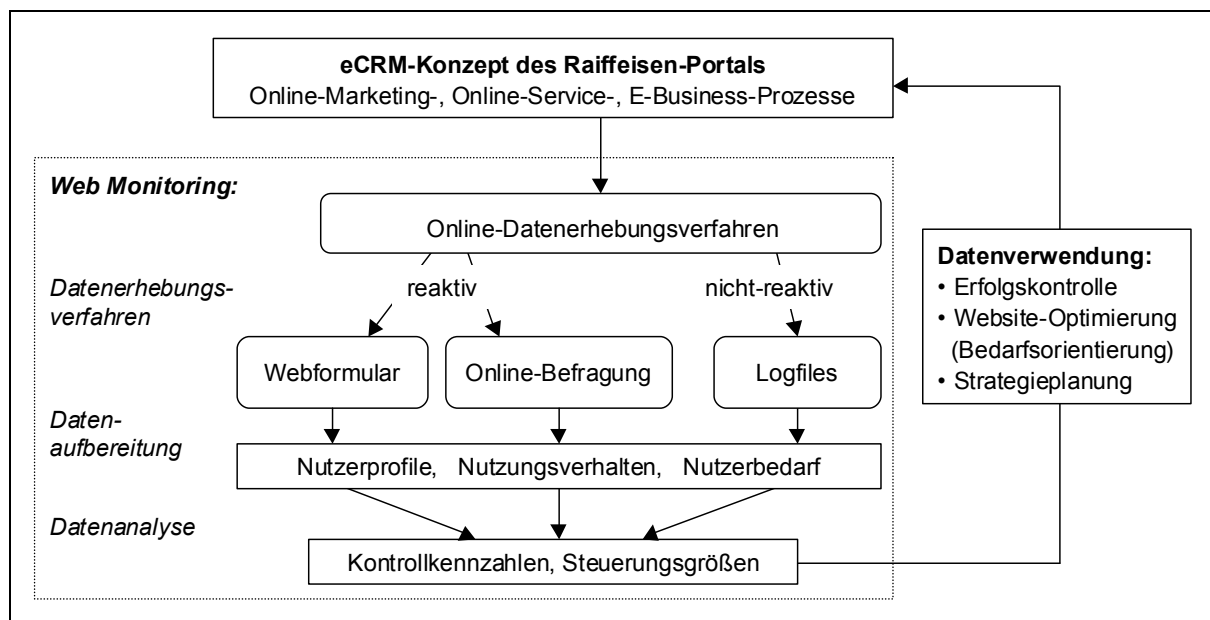 eCRM-Konzept des Raiffeisen-Portals
Online-Marketing-, Online-Service-, E-Business-Prozesse
Web Monitoring:
Online-Datenerhebungsverfahren
Datenerhebungs-
verfahren
reaktiv
nicht-reaktiv
Webformular
Online-Befragung
Logfiles
Daten-
aufbereitung
Nutzerprofile, Nutzungsverhalten, Nutzerbedarf
Datenanalyse
Kontrollkennzahlen, Steuerungsgrößen
Datenverwendung:
• Erfolgskontrolle
• Website-Optimierung
(Bedarfsorientierung)
• Strategieplanung